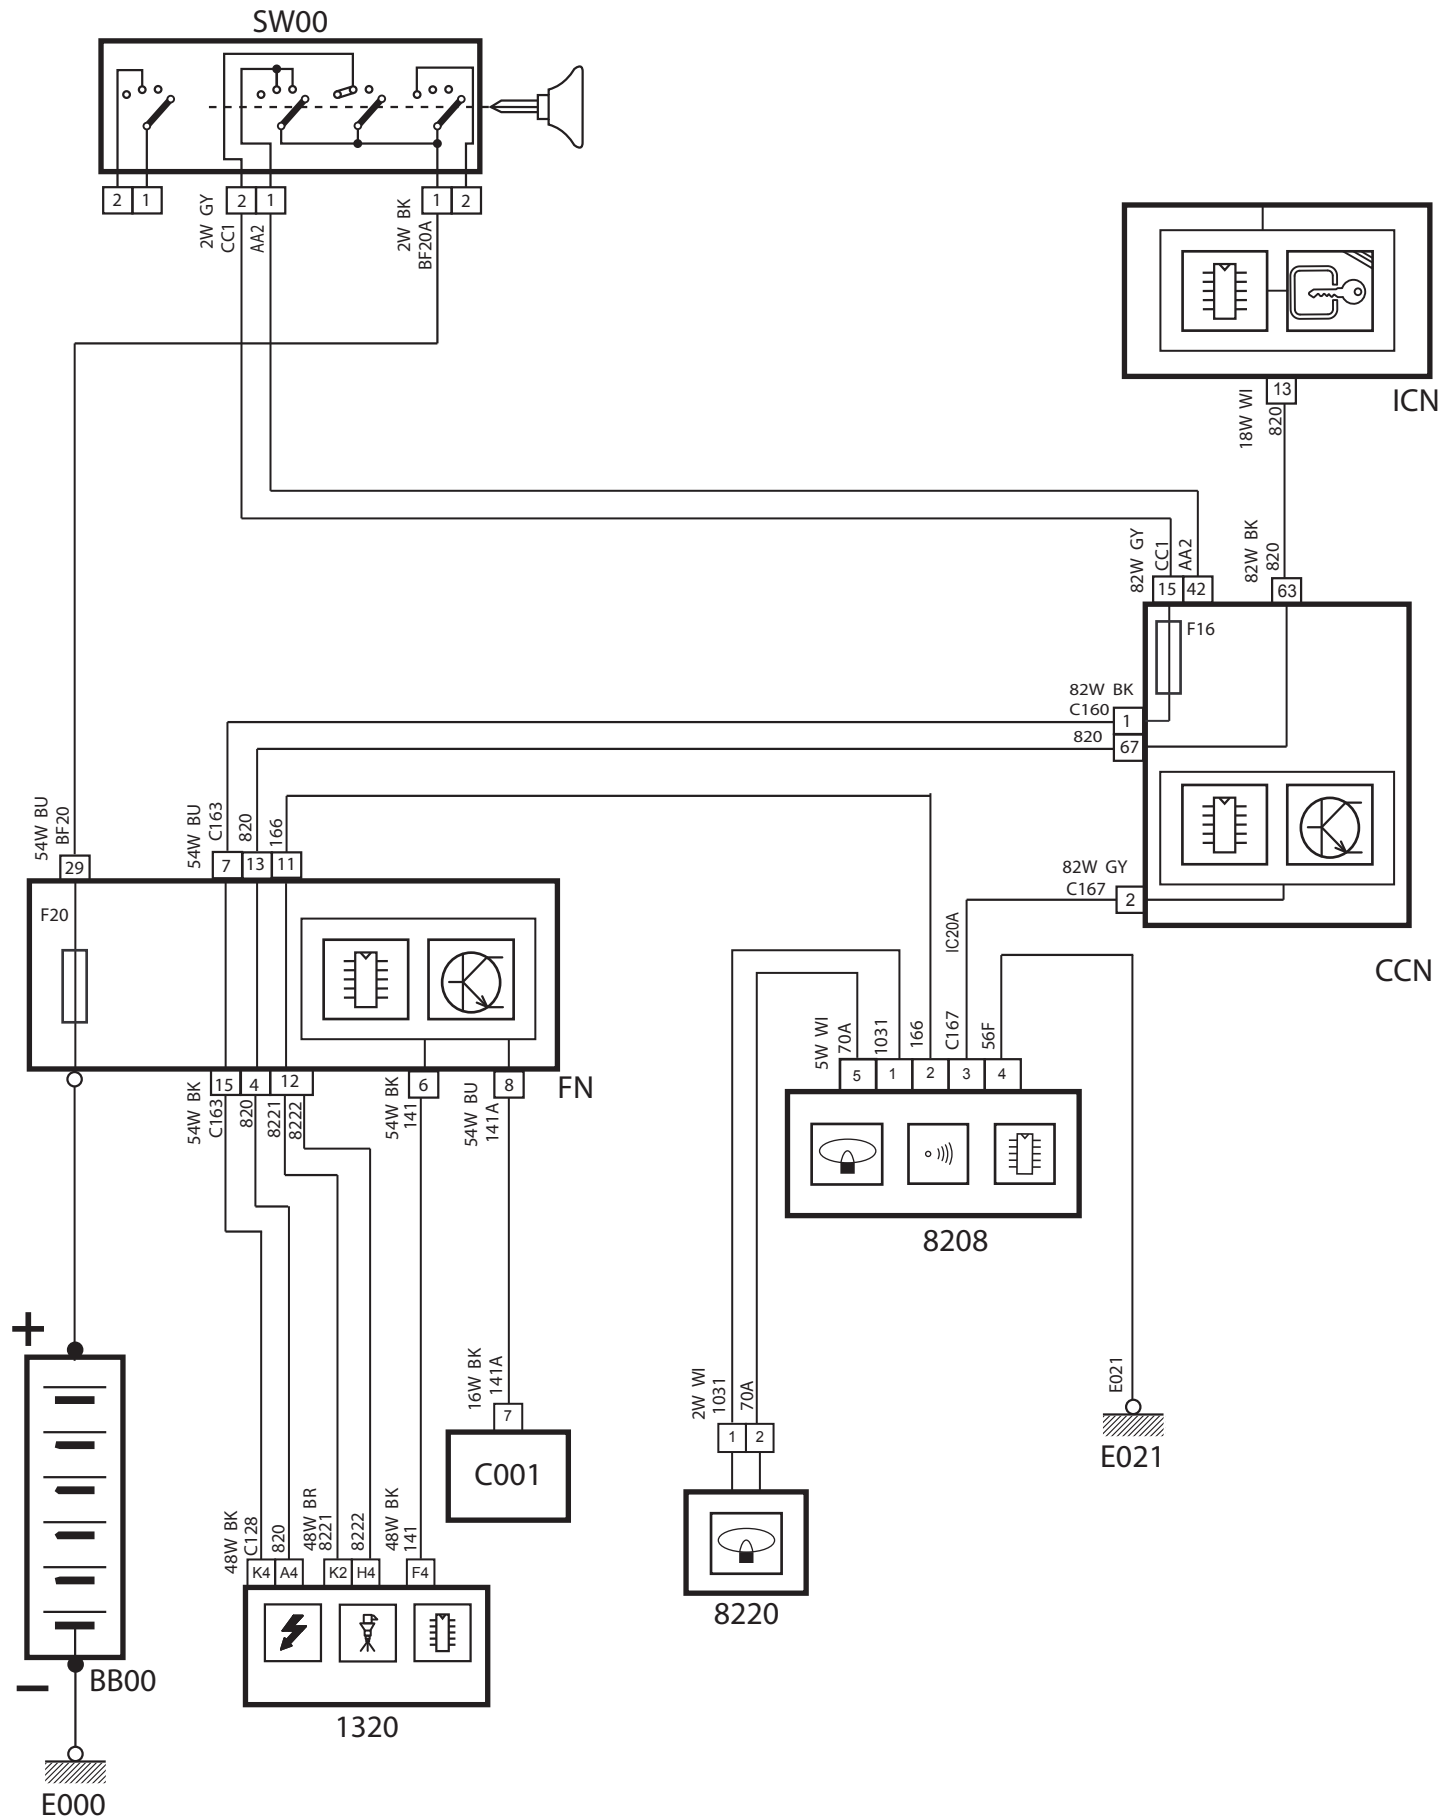 SW00
2
1
2
1
1
2
2W GY
CC1
AA2
2W BK
BF20A
13
ICN
18W WI
820
82W GY
CC1
AA2
82W BK
820
15
42
63
F16
82W BK
C160
1
820
67
54W BU
BF20
54W BU
C163
820
166
29
7
13
11
82W GY
C167
2
F20
IC20A
CCN
5W WI
70A
1031
166
C167
56F
5
1
2
3
4
15
4
12
6
8
FN
54W BK
C163
820
8221
8222
54W BK
141
54W BU
141A
8208
+
16W BK
141A
7
2W WI
1031
70A
E021
1
2
E021
C001
48W BK
C128
820
48W BR
8221
8222
48W BK
141
K4
A4
K2
H4
F4
8220
−
BB00
1320
E000